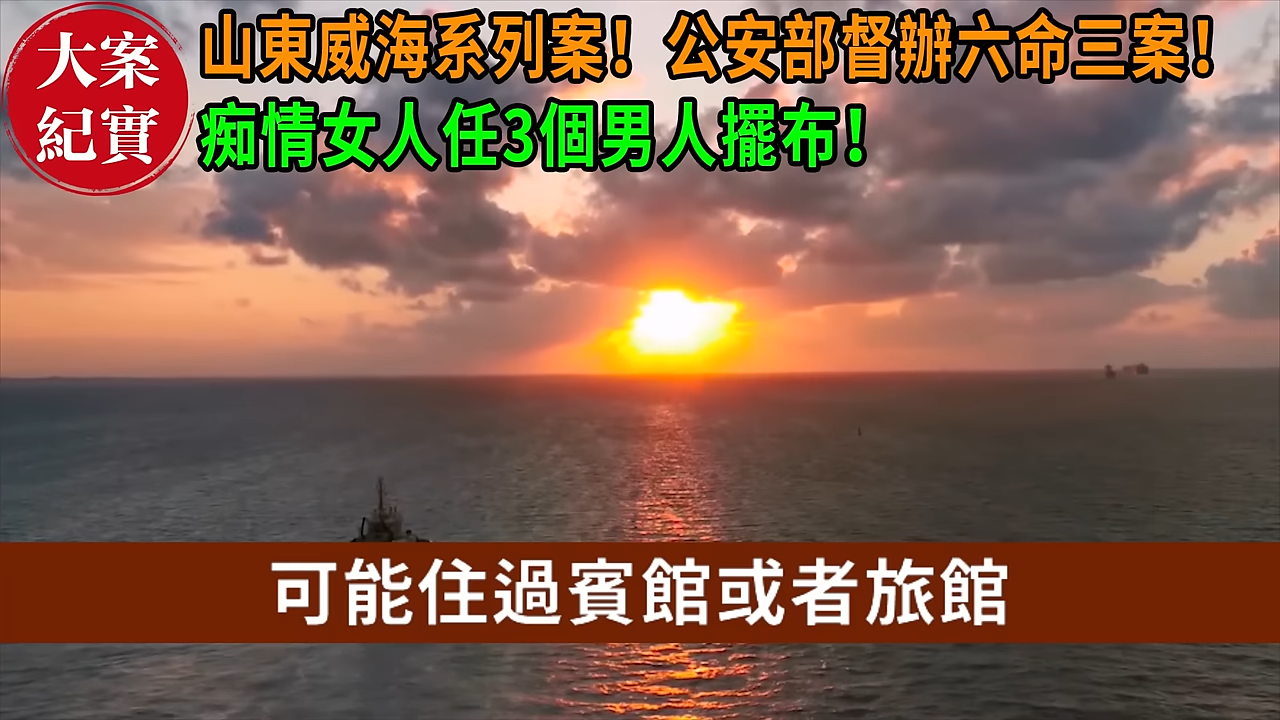 大案
紀實
山東威海系列案！公安部督辦六命三案！
痴情女人任3個男人擺布！
可能住過賓館或者旅館